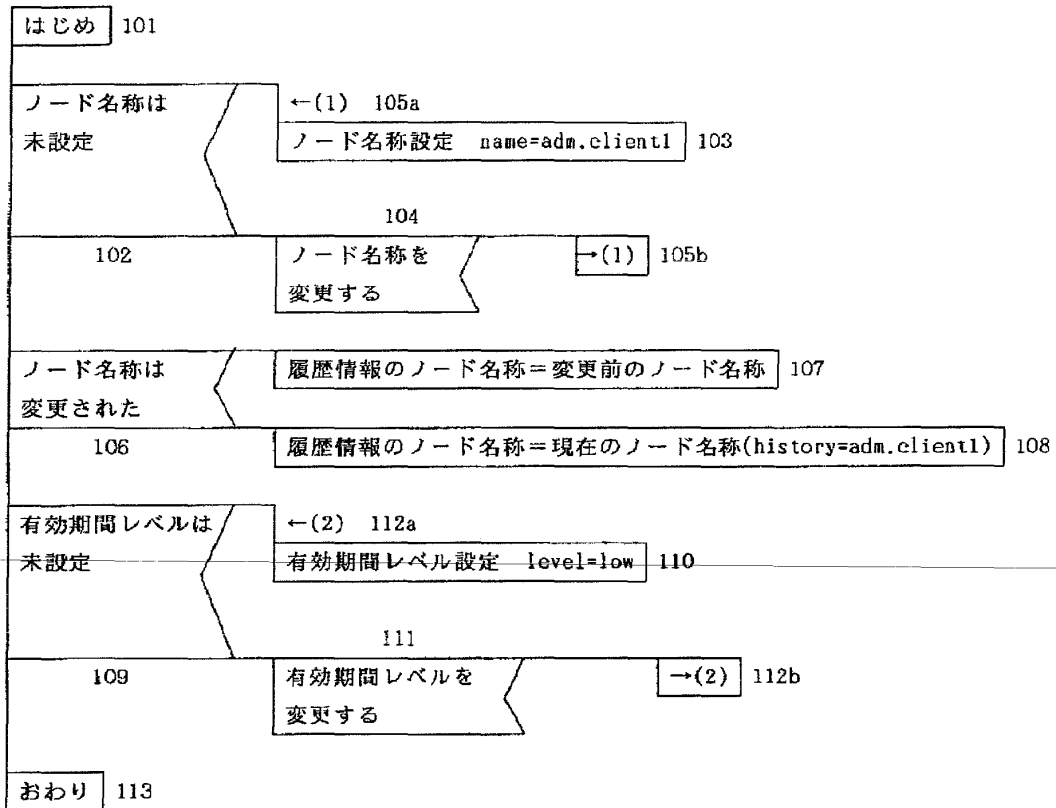 はじめ 101
ノード名称は
未設定
←(1) 105a
ノード名称設定 name=adm.client1 103
104
102
ノード名称を
変更する
→(1) 105b
ノード名称は
変更された
履歴情報のノード名称=変更前のノード名称 107
106
履歴情報のノード名称=現在のノード名称(history=adm.client1) 108
有効期間レベルは
未設定
←(2) 112a
有効期間レベル設定 level=low 110
111
109
有効期間レベルを
変更する
→(2) 112b
おわり 113